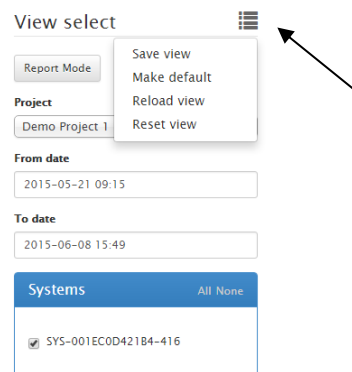 View select
Save view
Make default
Reload view
Reset view
Report Mode
Project
Demo Project 1
From date
2015-05-21 09:15
To date
2015-06-08 15:49
Systems All None
SYS-001EC0D421B4-416